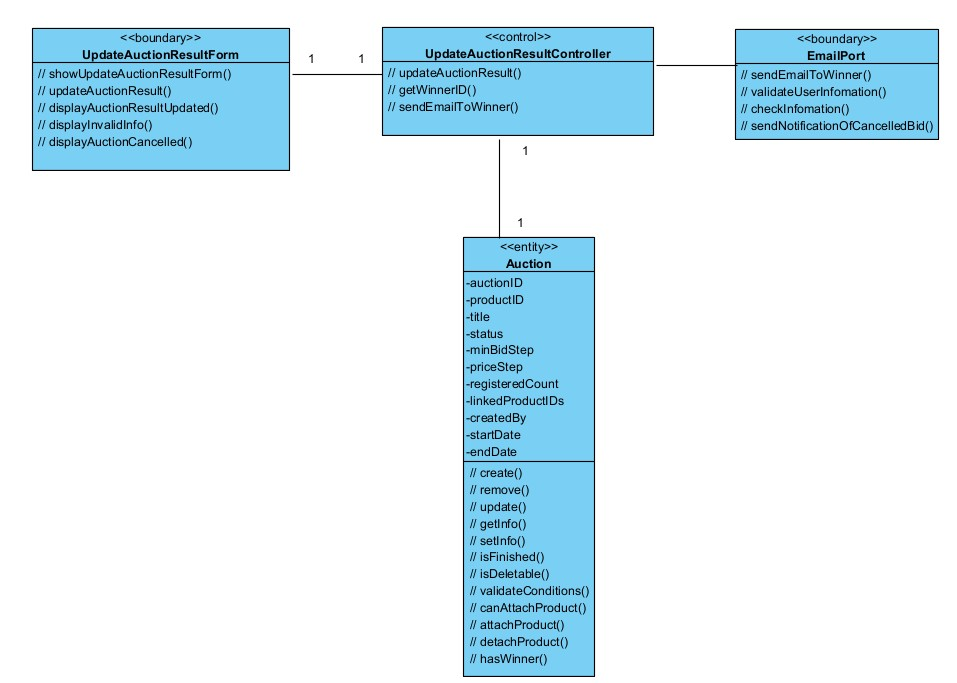 <<boundary>>
UpdateAuctionResultForm
// showUpdateAuctionResultForm()
// updateAuctionResult()
// displayAuctionResultUpdated()
// displayInvalidInfo()
// displayAuctionCancelled()
1
1
<<control>>
UpdateAuctionResultController
// updateAuctionResult()
// getWinnerID()
// sendEmailToWinner()
<<boundary>>
EmailPort
// sendEmailToWinner()
// validateUserInfomation()
// checkInfomation()
// sendNotificationOfCancelledBid()
1
1
<<entity>>
Auction
-auctionID
-productID
-title
-status
-minBidStep
-priceStep
-registeredCount
-linkedProductIDs
-createdBy
-startDate
-endDate
// create()
// remove()
// update()
// getInfo()
// setInfo()
// isFinished()
// isDeletable()
// validateConditions()
// canAttachProduct()
// attachProduct()
// detachProduct()
// hasWinner()